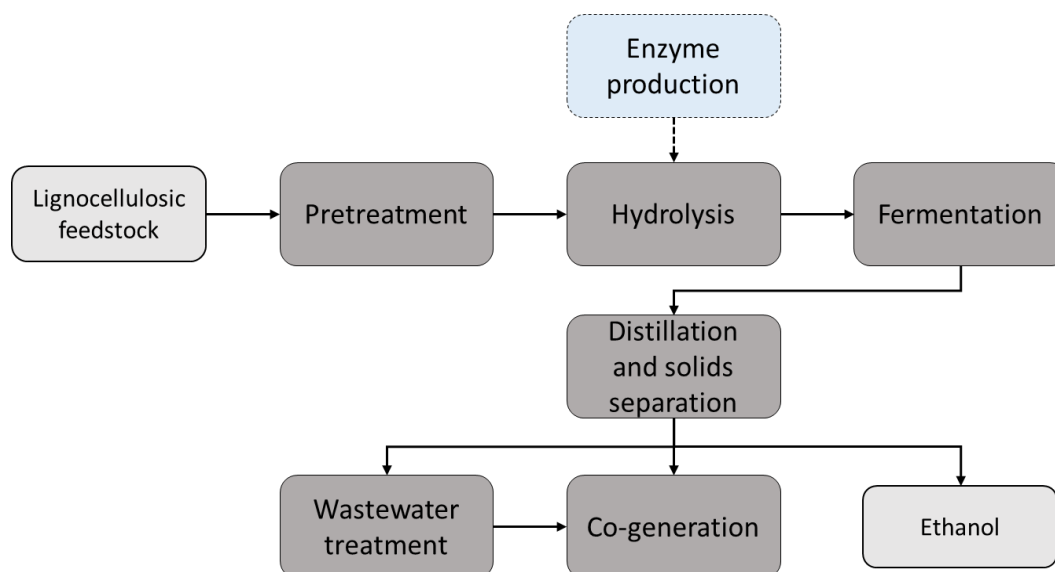 Enzyme
production
Lignocellulosic
feedstock
Pretreatment
Hydrolysis
Fermentation
Distillation
and solids
separation
Wastewater
treatment
Co-generation
Ethanol